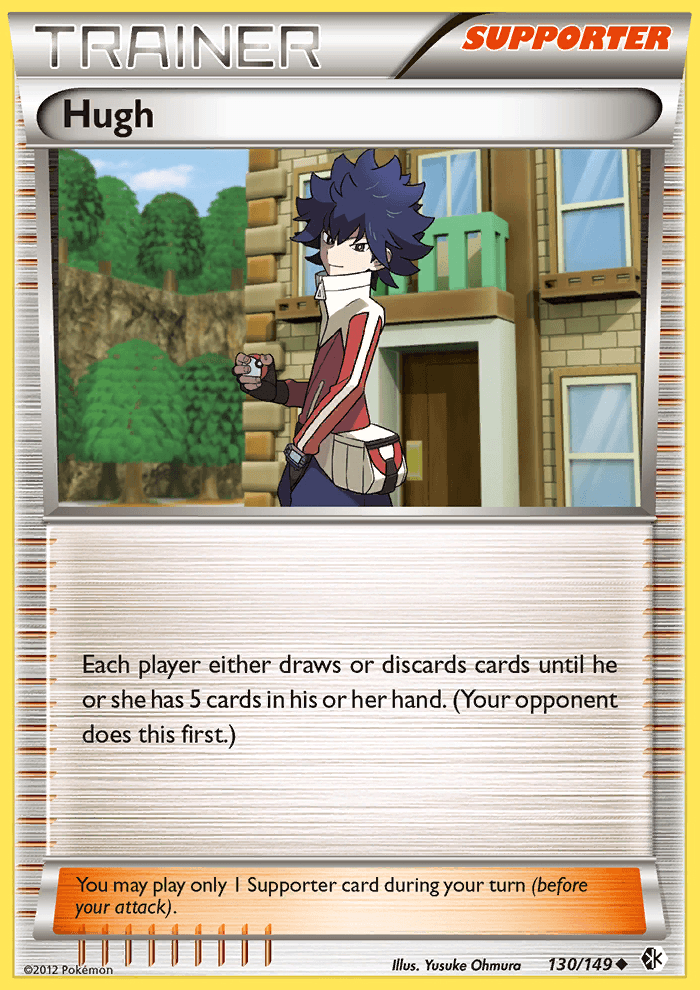 TRAINER
SUPPORTER
Hugh
Each player either draws or discards cards until he
or she has 5 cards in his or her hand. (Your opponent
does this first.)
You may play only 1 Supporter card during your turn (before
your attack).
©2012 Pokémon
Illus. Yusuke Ohmura
130/149